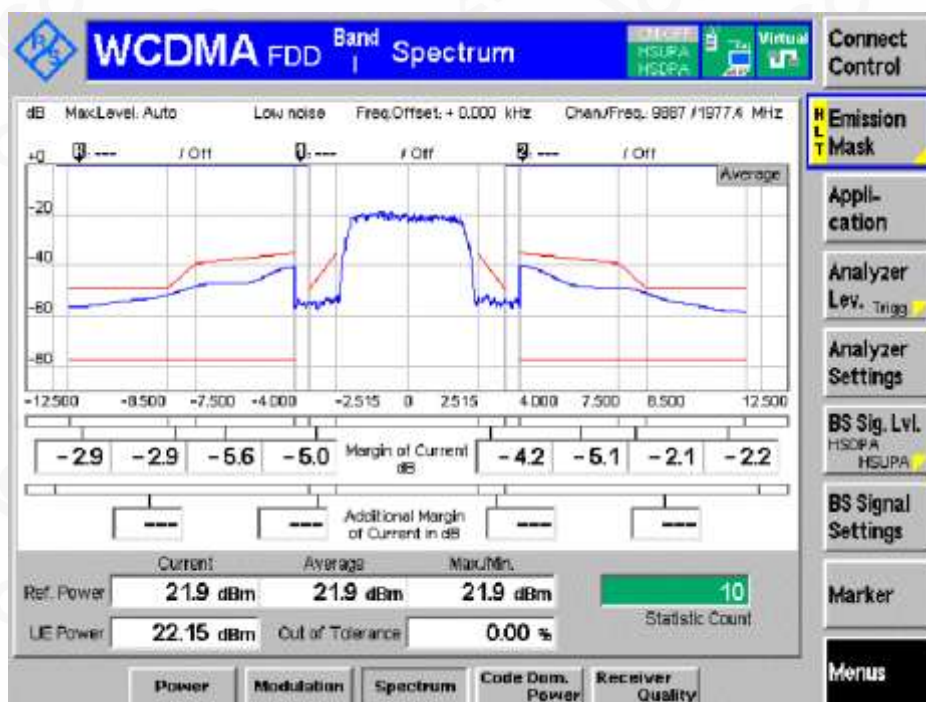 R S
WCDMA FDD Band I Spectrum
HSUPA
HSDPA
Virtual
Connect Control
dB Max.Level: Auto Low noise Freq.Offset: + 0.000 kHz Chan./Freq.: 9887 / 1977.4 MHz
HLT Emission Mask
+0 --- / Off 1: --- / Off 2: --- / Off
Average
-20
-40
-60
-80
Appli-
cation
Analyzer
Lev. Trigg
Analyzer
Settings
-12.500 -8.500 -7.500 -4.000 -2.515 0 2.515 4.000 7.500 8.500 12.500
BS Sig. Lvl.
HSDPA
HSUPA
-2.9 -2.9 -5.6 -5.0 Margin of Current dB -4.2 -5.1 -2.1 -2.2
--- --- Additional Margin of Current in dB --- ---
BS Signal
Settings
Current Average Max./Min.
Ref. Power 21.9 dBm 21.9 dBm 21.9 dBm 10
Statistic Count
Marker
UE Power 22.15 dBm Out of Tolerance 0.00 %
Power Modulation Spectrum Code Dom. Power Receiver Quality
Menus